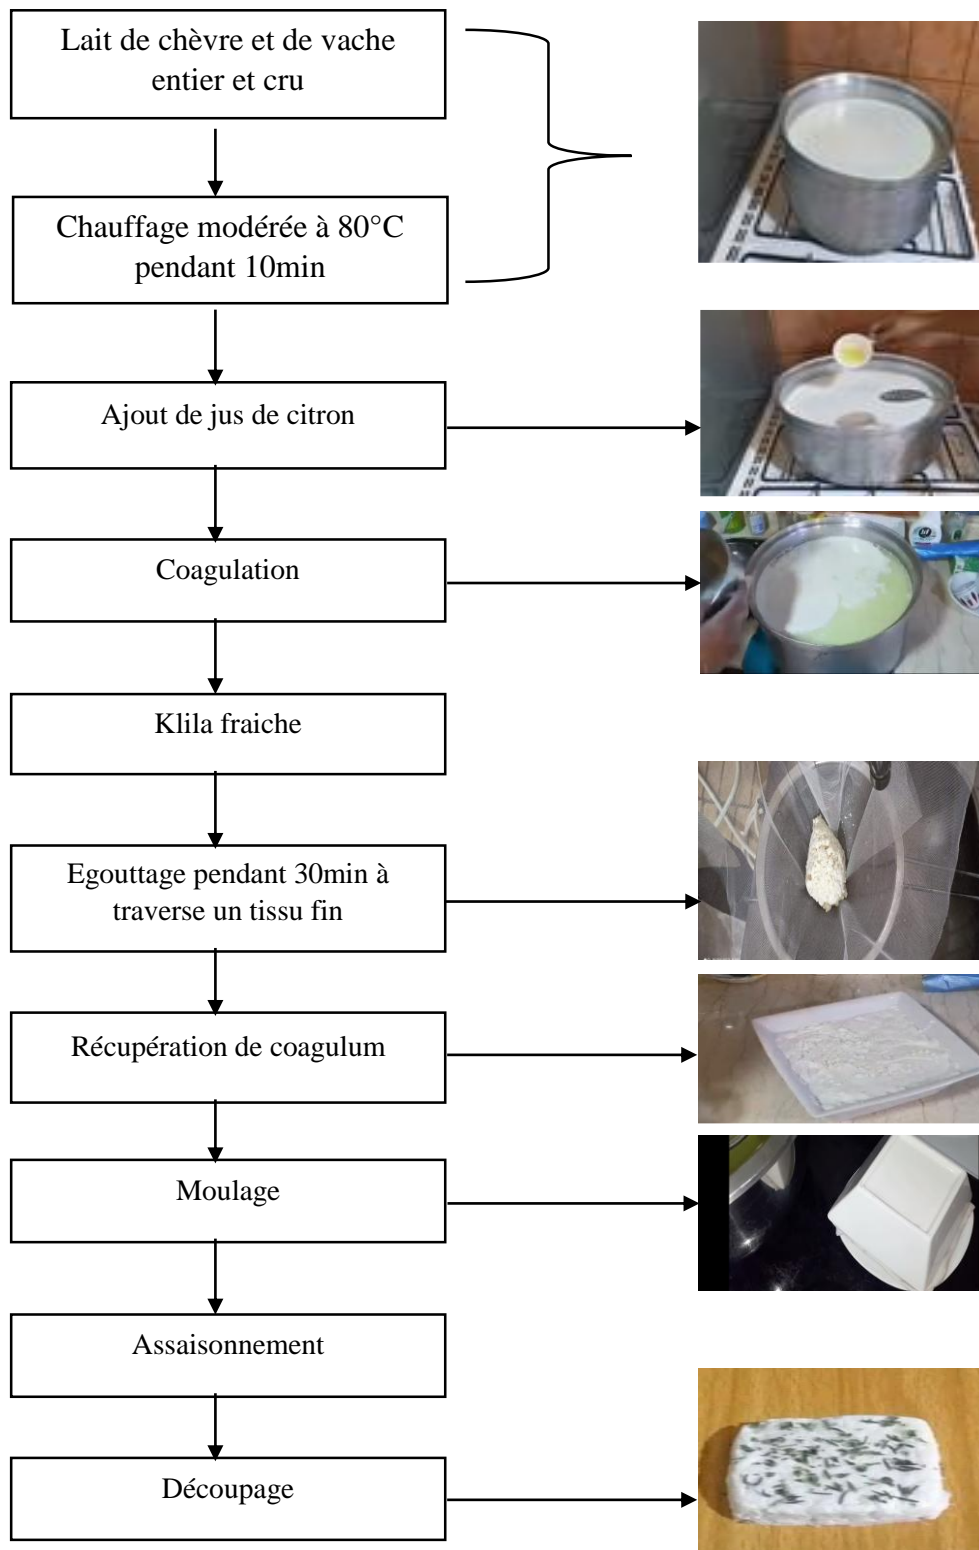 Lait de chèvre et de vache
entier et cru
Chauffage modérée à 80°C
pendant 10min
Ajout de jus de citron
Coagulation
Klila fraiche
Egouttage pendant 30min à
traverse un tissu fin
Récupération de coagulum
Moulage
Assaisonnement
Découpage